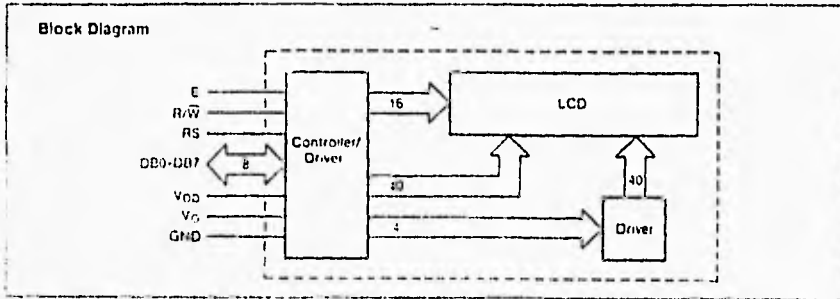 Block Diagram
E
R/W̅
RS
DB0-DB7
8
VDD
VO
GND
Controller/
Driver
16
40
4
LCD
40
Driver